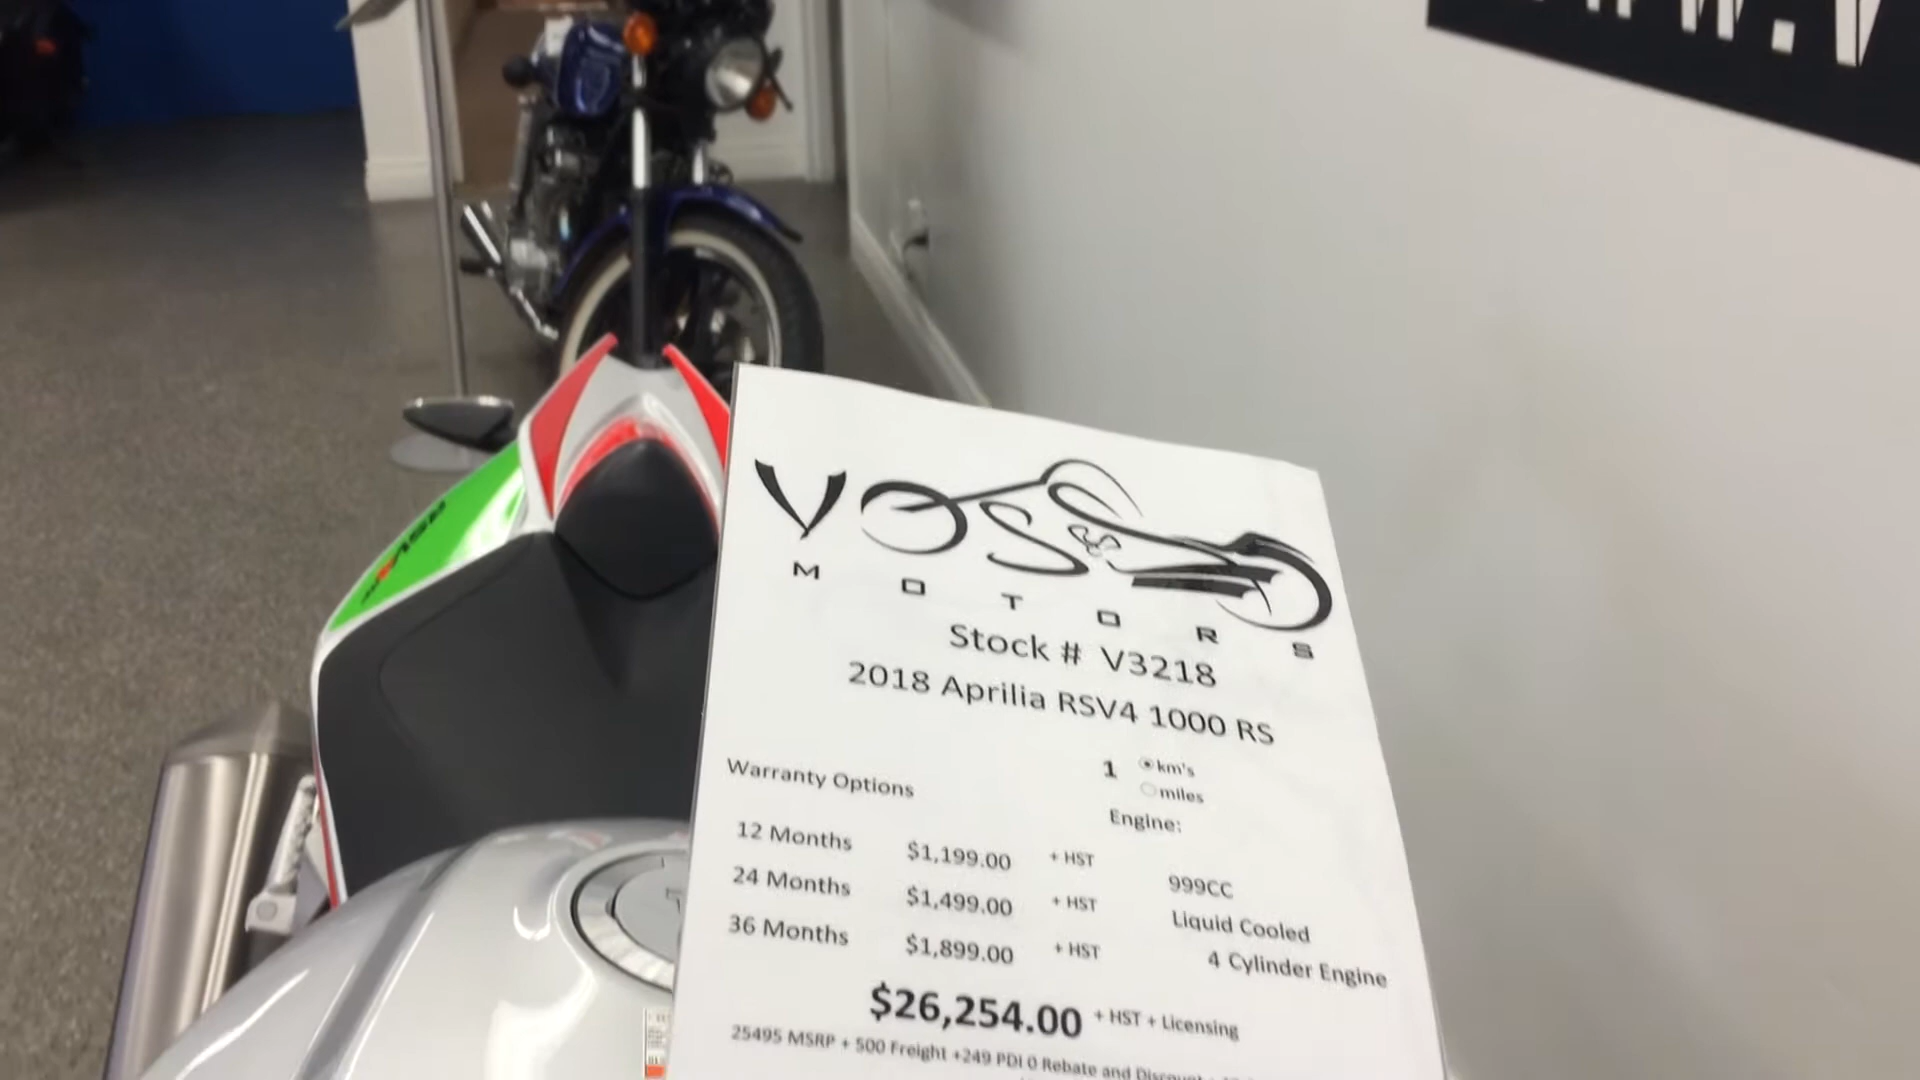 VOSS
MOTORS
Stock # V3218
2018 Aprilia RSV4 1000 RS
Warranty Options
1 km's
miles
Engine:
12 Months $1,199.00 + HST
999CC
24 Months $1,499.00 + HST
Liquid Cooled
36 Months $1,899.00 + HST
4 Cylinder Engine
$26,254.00 + HST + Licensing
25495 MSRP + 500 Freight +249 PDI 0 Rebate and Discount
RSV4